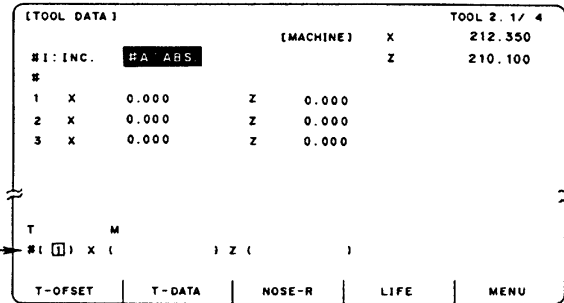 [TOOL DATA] TOOL 2. 1/ 4
[MACHINE] X 212.350
#I: INC. #A ABS. Z 210.100
#
1 X 0.000 Z 0.000
2 X 0.000 Z 0.000
3 X 0.000 Z 0.000
T M
#( 1 ) X ( ) Z ( )
T-OFSET T-DATA NOSE-R LIFE MENU